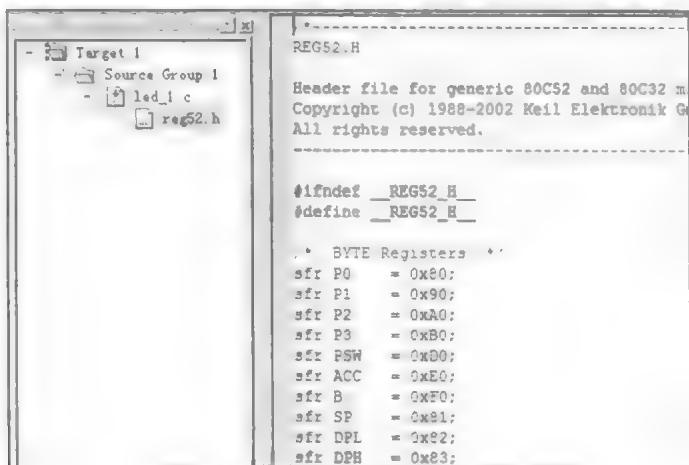 Target 1
Source Group 1
led_1 c
reg52.h
/*--------------------------------------------------
REG52.H
Header file for generic 80C52 and 80C32 m
Copyright (c) 1988-2002 Keil Elektronik G
All rights reserved.
--------------------------------------------------
#ifndef __REG52_H__
#define __REG52_H__
/* BYTE Registers */
sfr P0 = 0x80;
sfr P1 = 0x90;
sfr P2 = 0xA0;
sfr P3 = 0xB0;
sfr PSW = 0xD0;
sfr ACC = 0xE0;
sfr B = 0xF0;
sfr SP = 0x81;
sfr DPL = 0x82;
sfr DPH = 0x83;